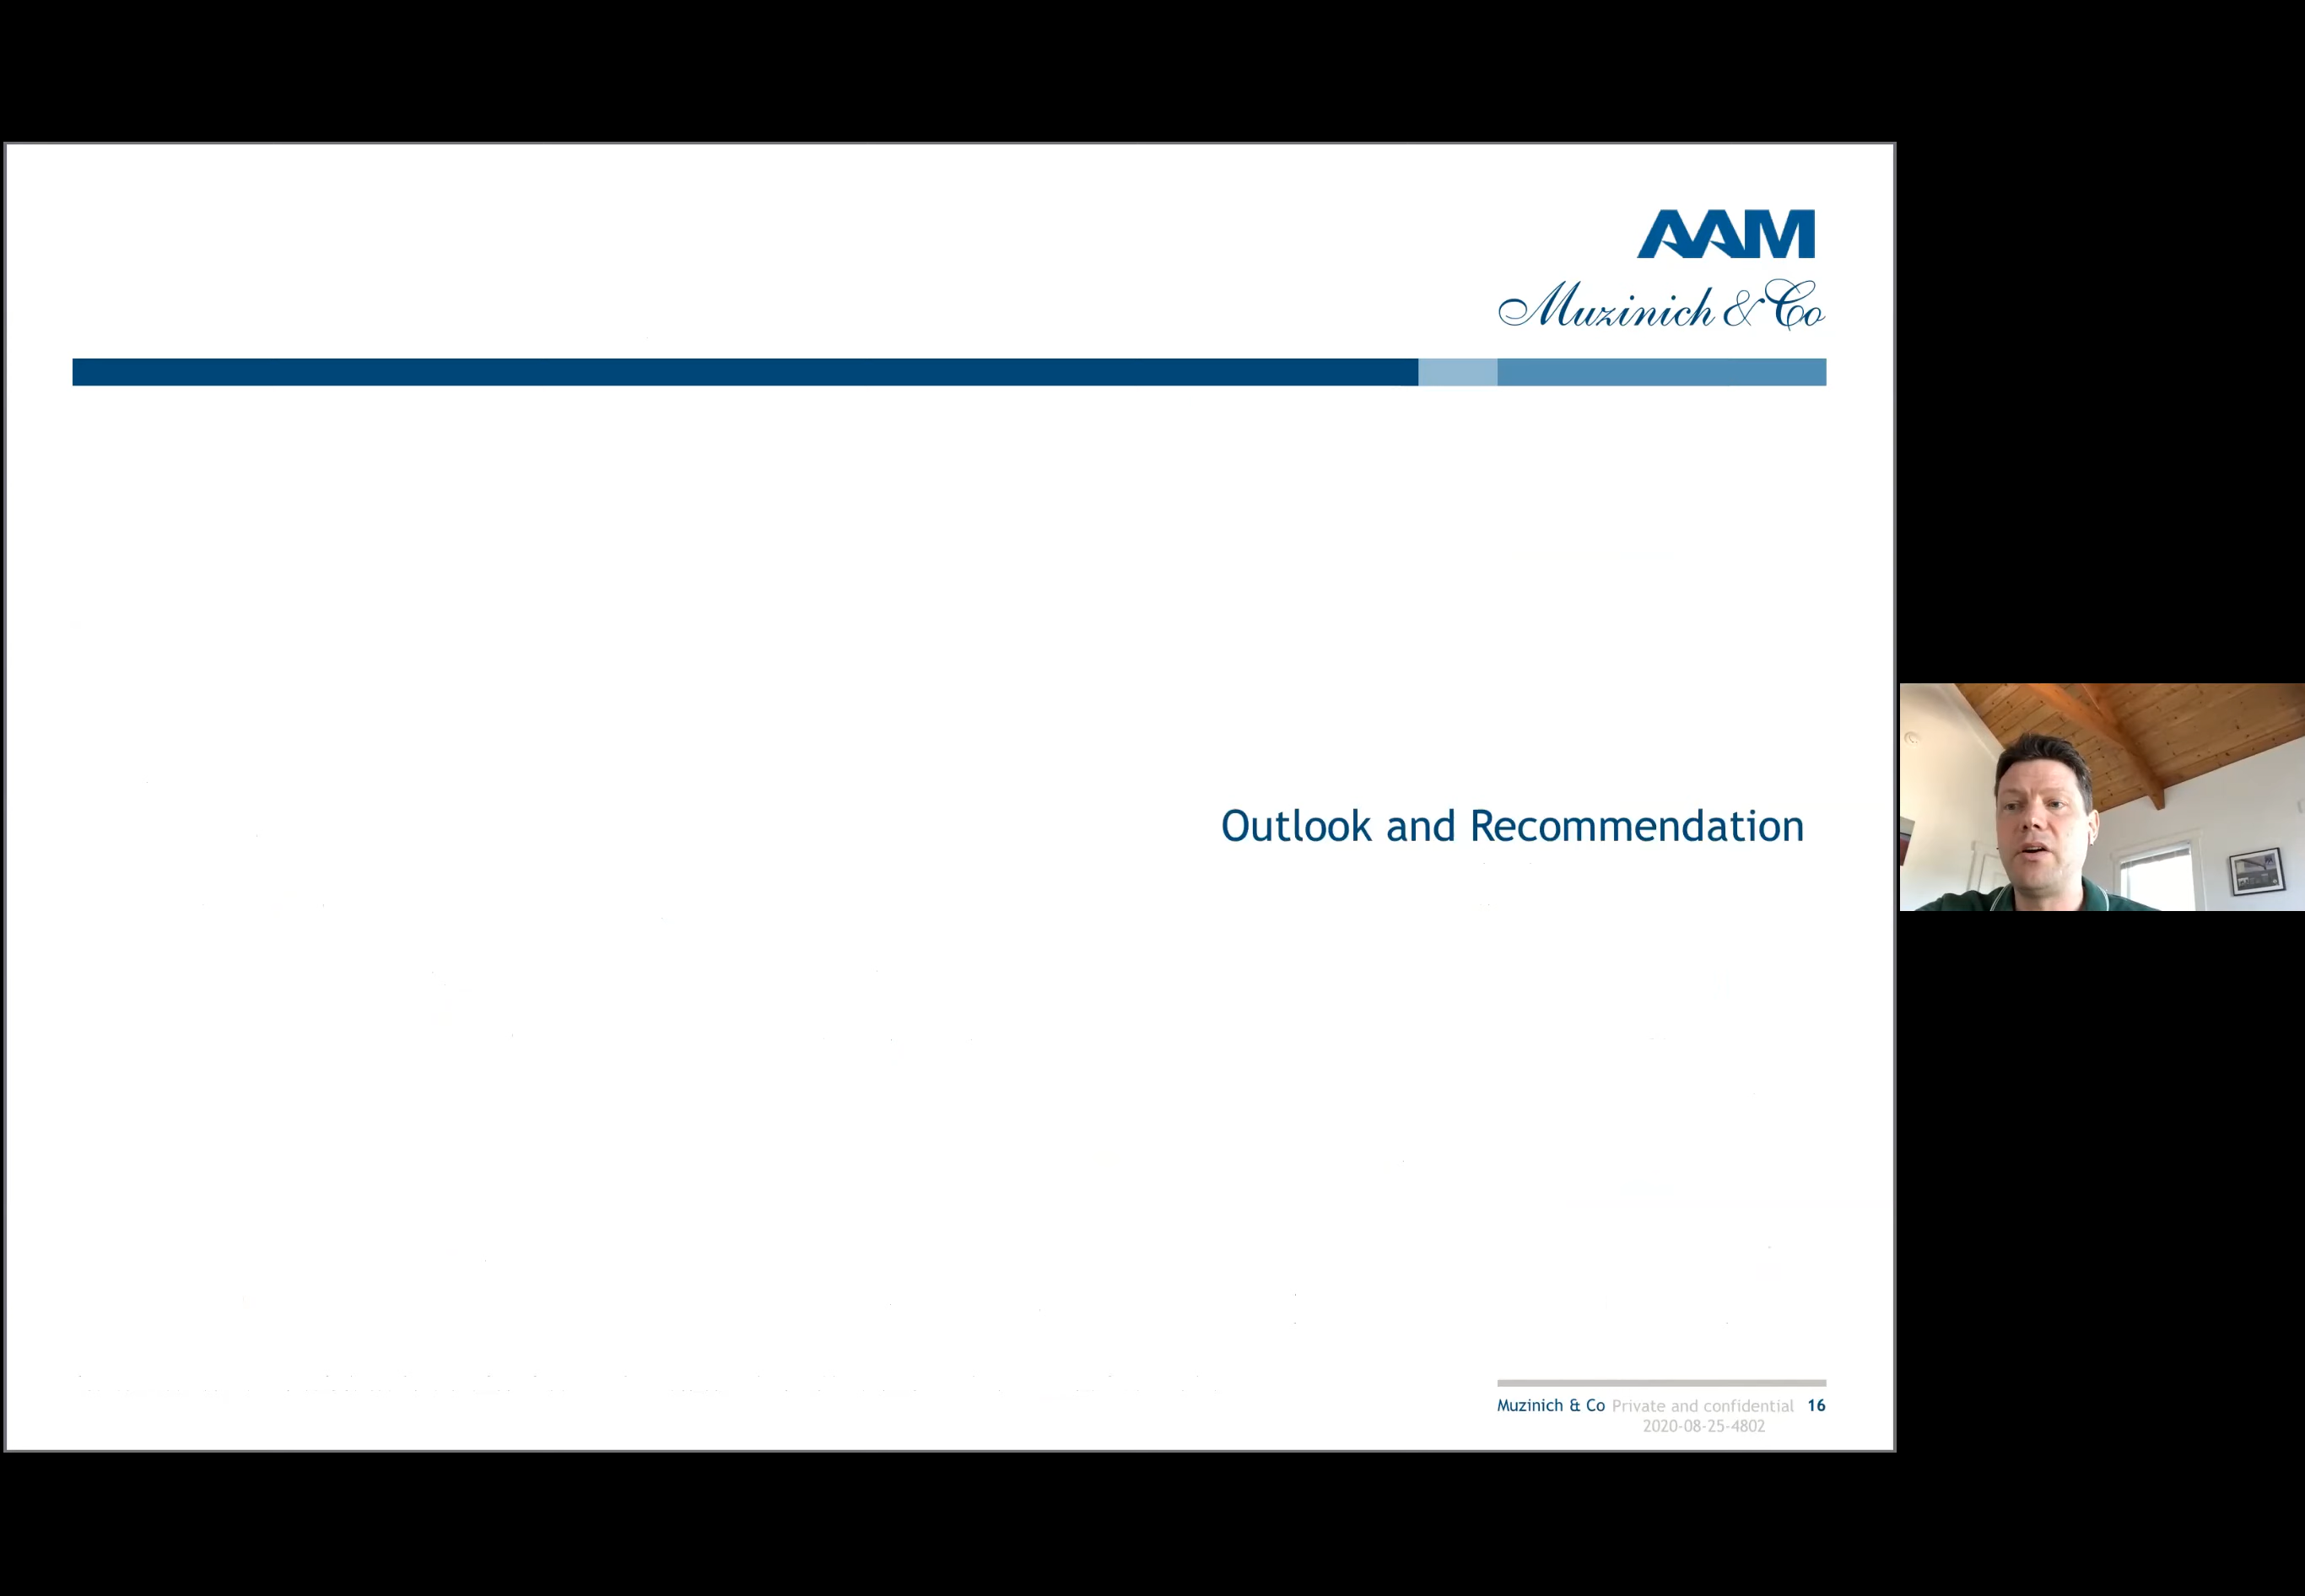 AAM
Muzinich & Co
Outlook and Recommendation
Muzinich & Co Private and confidential 16
2020-08-25-4802